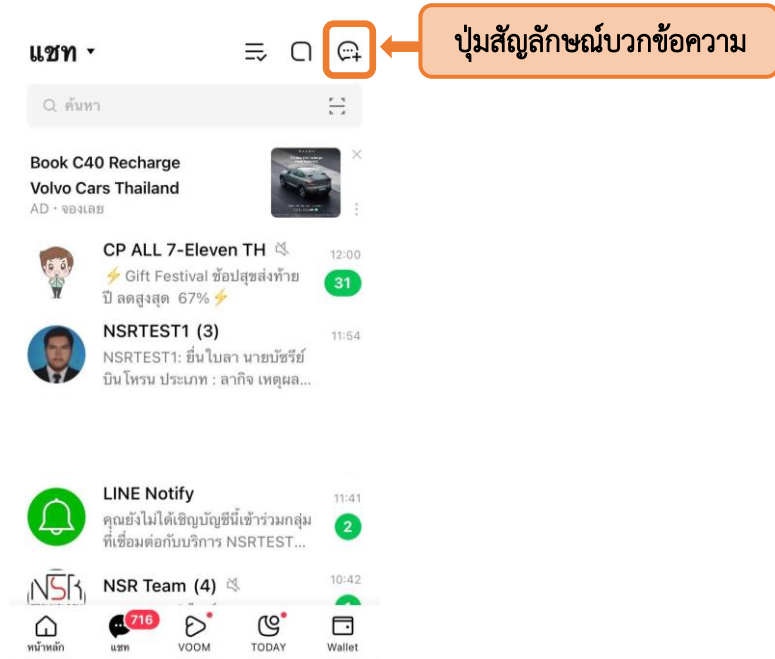 แชท
ปุ่มสัญลักษณ์บวกข้อความ
ค้นหา
Book C40 Recharge
Volvo Cars Thailand
AD・จองเลย
CP ALL 7-Eleven TH
12:00
⚡ Gift Festival ช้อปสุขส่งท้าย
ปี ลดสูงสุด 67%⚡
31
NSRTEST1 (3)
11:54
NSRTEST1: ยื่นใบลา นายบัซรีย์
บินโหรน ประเภท : ลากิจ เหตุผล...
LINE Notify
11:41
คุณยังไม่ได้เชิญบัญชีนี้เข้าร่วมกลุ่ม
ที่เชื่อมต่อกับบริการ NSRTEST...
2
NSR
NSR Team (4)
10:42
716
หน้าหลัก
แชท
VOOM
TODAY
Wallet